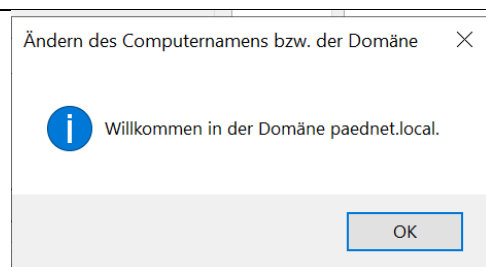 Ändern des Computernamens bzw. der Domäne
Willkommen in der Domäne paednet.local.
OK